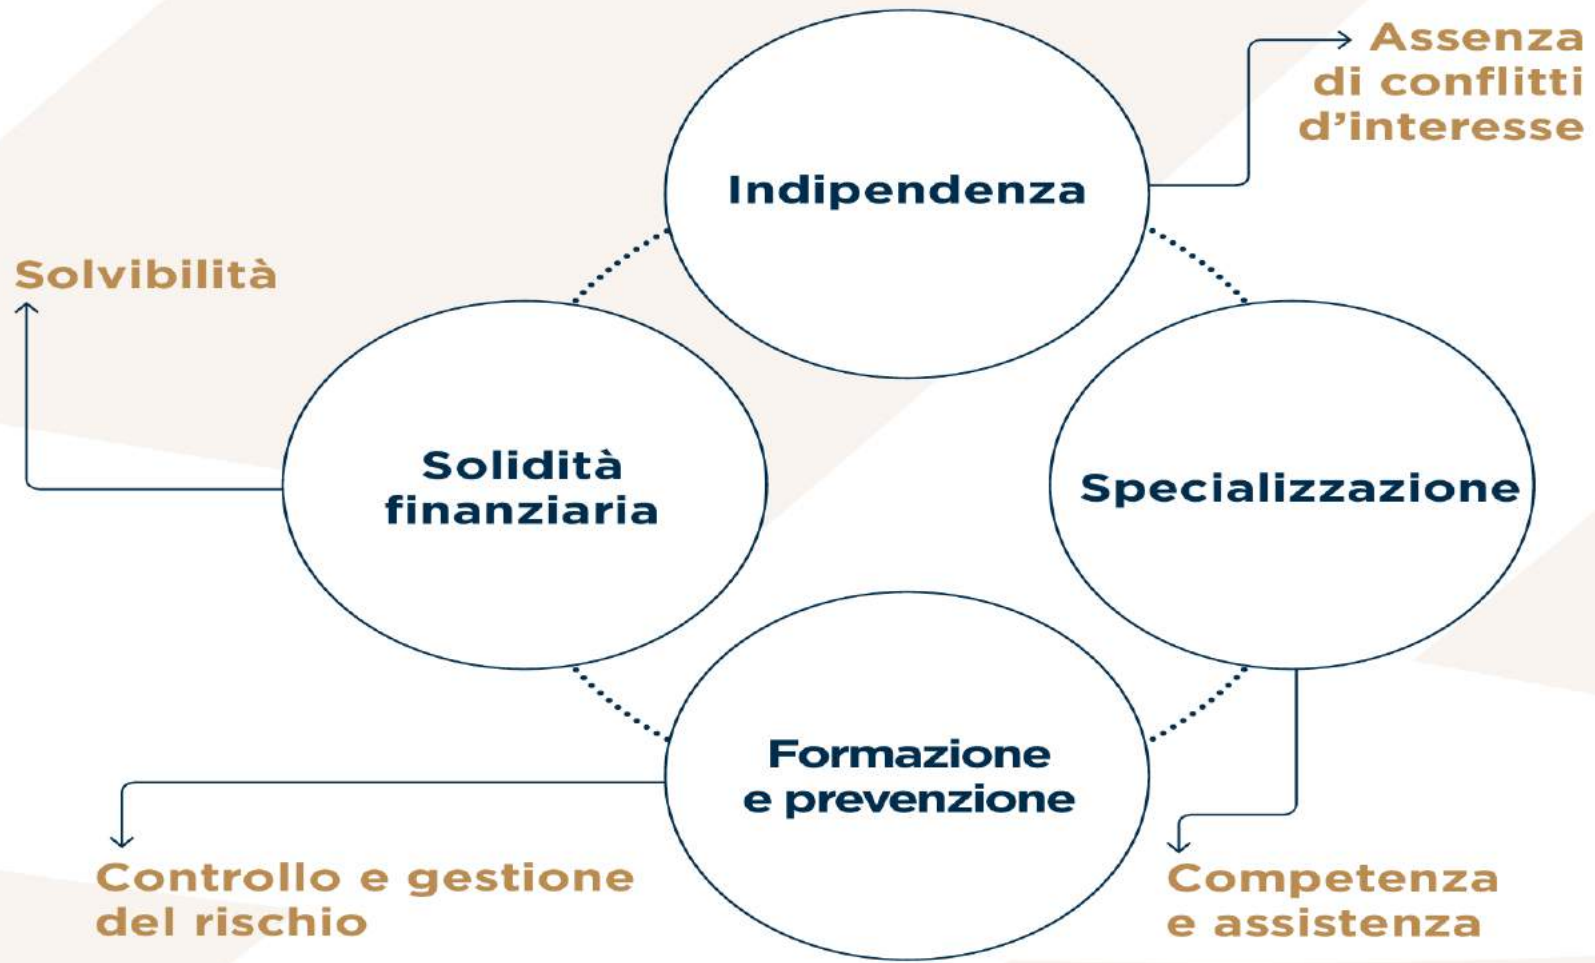 Assenza
di conflitti
d’interesse
Indipendenza
Solvibilità
Solidità
finanziaria
Specializzazione
Formazione
e prevenzione
Controllo e gestione
del rischio
Competenza
e assistenza